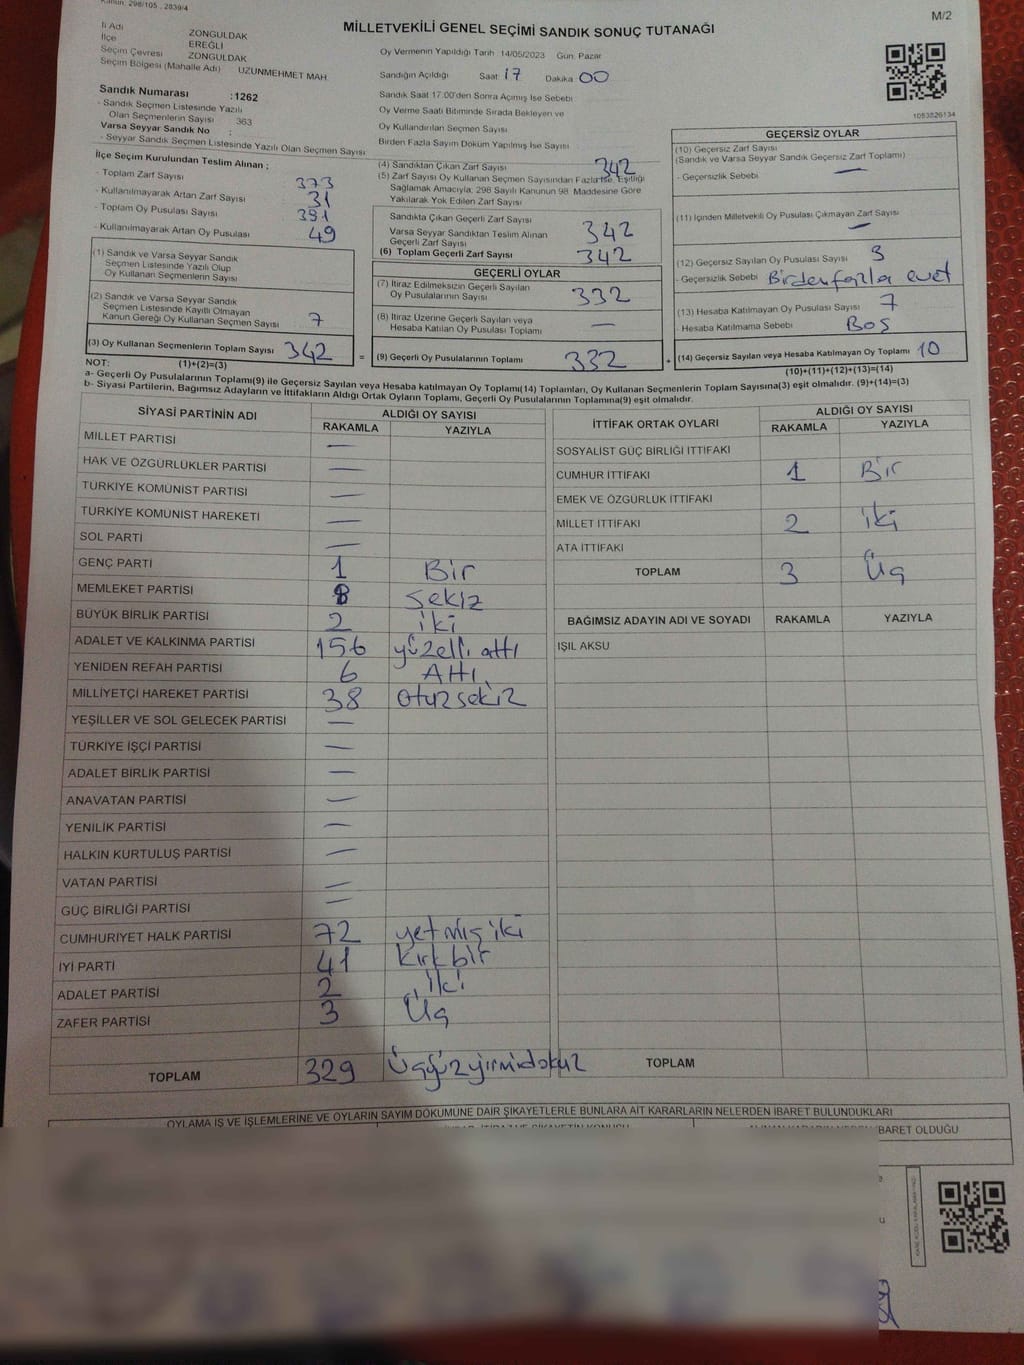 Kanun: 298/105 , 2839/4
M/2
MİLLETVEKİLİ GENEL SEÇİMİ SANDIK SONUÇ TUTANAĞI
İl Adı ZONGULDAK
İlçe EREĞLİ
Seçim Çevresi ZONGULDAK
Seçim Bölgesi (Mahalle Adı) UZUNMEHMET MAH.
Sandık Numarası :1262
- Sandık Seçmen Listesinde Yazılı
Olan Seçmenlerin Sayısı 363
Varsa Seyyar Sandık No :
- Seyyar Sandık Seçmen Listesinde Yazılı Olan Seçmen Sayısı
Oy Vermenin Yapıldığı Tarih 14/05/2023 Gün: Pazar
Sandığın Açıldığı Saat: 17 Dakika 00
Sandık Saat 17.00'den Sonra Açımış İse Sebebi
Oy Verme Saati Bitiminde Sırada Bekleyen ve
Oy Kullandırılan Seçmen Sayısı
Birden Fazla Sayım Döküm Yapılmış İse Sayısı
1053826134
İlçe Seçim Kurulundan Teslim Alınan ;
- Toplam Zarf Sayısı 373
- Kullanılmayarak Artan Zarf Sayısı 31
- Toplam Oy Pusulası Sayısı 391
- Kullanılmayarak Artan Oy Pusulası 49
(1) Sandık ve Varsa Seyyar Sandık
Seçmen Listesinde Yazılı Olup
Oy Kullanan Seçmenlerin Sayısı
(2) Sandık ve Varsa Seyyar Sandık
Seçmen Listesinde Kayıtlı Olmayan
Kanun Gereği Oy Kullanan Seçmen Sayısı 7
(3) Oy Kullanan Seçmenlerin Toplam Sayısı 342 =
(4) Sandıktan Çıkan Zarf Sayısı 342
(5) Zarf Sayısı Oy Kullanan Seçmen Sayısından Fazla İse, Eşitliği
Sağlamak Amacıyla; 298 Sayılı Kanunun 98. Maddesine Göre
Yakılarak Yok Edilen Zarf Sayısı
Sandıkta Çıkan Geçerli Zarf Sayısı 342
Varsa Seyyar Sandıktan Teslim Alınan
Geçerli Zarf Sayısı
(6) Toplam Geçerli Zarf Sayısı 342
GEÇERLİ OYLAR
(7) İtiraz Edilmeksizin Geçerli Sayılan
Oy Pusulalarının Sayısı 332
(8) İtiraz Üzerine Geçerli Sayılan veya
Hesaba Katılan Oy Pusulası Toplamı —
(9) Geçerli Oy Pusulalarının Toplamı 332 +
GEÇERSİZ OYLAR
(10) Geçersiz Zarf Sayısı
(Sandık ve Varsa Seyyar Sandık Geçersiz Zarf Toplamı)
- Geçersizlik Sebebi —
(11) İçinden Milletvekili Oy Pusulası Çıkmayan Zarf Sayısı
—
(12) Geçersiz Sayılan Oy Pusulası Sayısı 3
- Geçersizlik Sebebi Birden fazla evet
(13) Hesaba Katılmayan Oy Pusulası Sayısı 7
- Hesaba Katılmama Sebebi Boş
(14) Geçersiz Sayılan veya Hesaba Katılmayan Oy Toplamı 10
NOT: (1)+(2)=(3)
(10)+(11)+(12)+(13)=(14)
a- Geçerli Oy Pusulalarının Toplamı(9) ile Geçersiz Sayılan veya Hesaba katılmayan Oy Toplam(14) Toplamları, Oy Kullanan Seçmenlerin Toplam Sayısına(3) eşit olmalıdır. (9)+(14)=(3)
b- Siyasi Partilerin, Bağımsız Adayların ve İttifakların Aldığı Ortak Oyların Toplamı, Geçerli Oy Pusulalarının Toplamına(9) eşit olmalıdır.
SİYASİ PARTİNİN ADI ALDIĞI OY SAYISI
RAKAMLA YAZIYLA
MİLLET PARTİSİ —
HAK VE ÖZGÜRLÜKLER PARTİSİ —
TÜRKİYE KOMÜNİST PARTİSİ —
TÜRKİYE KOMÜNİST HAREKETİ —
SOL PARTİ —
GENÇ PARTİ 1 Bir
MEMLEKET PARTİSİ 8 sekiz
BÜYÜK BİRLİK PARTİSİ 2 iki
ADALET VE KALKINMA PARTİSİ 156 yüzelli altı
YENİDEN REFAH PARTİSİ 6 Altı
MİLLİYETÇİ HAREKET PARTİSİ 38 otuzsekiz
YEŞİLLER VE SOL GELECEK PARTİSİ —
TÜRKİYE İŞÇİ PARTİSİ —
ADALET BİRLİK PARTİSİ —
ANAVATAN PARTİSİ —
YENİLİK PARTİSİ —
HALKIN KURTULUŞ PARTİSİ —
VATAN PARTİSİ —
GÜÇ BİRLİĞİ PARTİSİ —
CUMHURİYET HALK PARTİSİ 72 yetmiş iki
İYİ PARTİ 41 kırkbir
ADALET PARTİSİ 2 iki
ZAFER PARTİSİ 3 Üç
TOPLAM 329 Üçyüzyirmidokuz
İTTİFAK ORTAK OYLARI ALDIĞI OY SAYISI
RAKAMLA YAZIYLA
SOSYALİST GÜÇ BİRLİĞİ İTTİFAKI
CUMHUR İTTİFAKI 1 Bir
EMEK VE ÖZGÜRLÜK İTTİFAKI
MİLLET İTTİFAKI 2 iki
ATA İTTİFAKI
TOPLAM 3 Üç
BAĞIMSIZ ADAYIN ADI VE SOYADI RAKAMLA YAZIYLA
IŞIL AKSU
TOPLAM
OYLAMA İŞ VE İŞLEMLERİNE VE OYLARIN SAYIM DÖKÜMÜNE DAİR ŞİKAYETLERLE BUNLARA AİT KARARLARIN NELERDEN İBARET BULUNDUKLARI
İBARET OLDUĞU